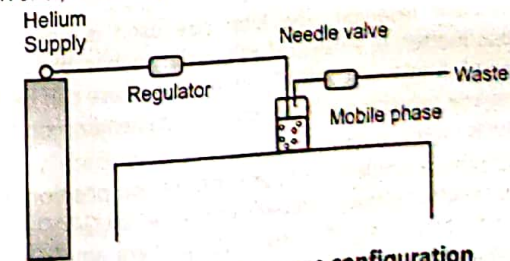 Helium
Supply
Needle valve
Waste
Regulator
Mobile phase
configuration